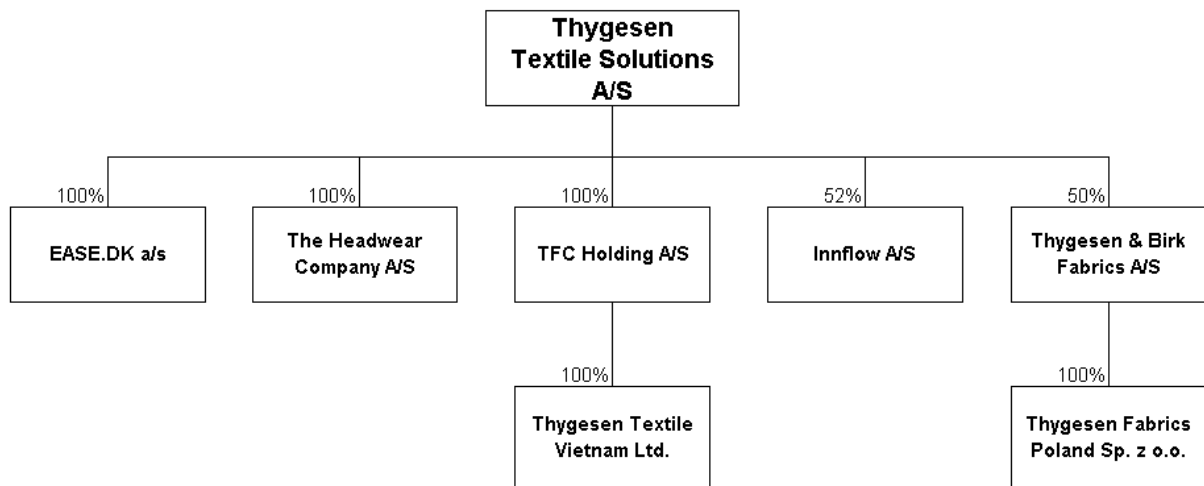 Thygesen
Textile Solutions
A/S
100%
100%
100%
52%
50%
EASE.DK a/s
The Headwear
Company A/S
TFC Holding A/S
Innflow A/S
Thygesen & Birk
Fabrics A/S
100%
100%
Thygesen Textile
Vietnam Ltd.
Thygesen Fabrics
Poland Sp. z o.o.